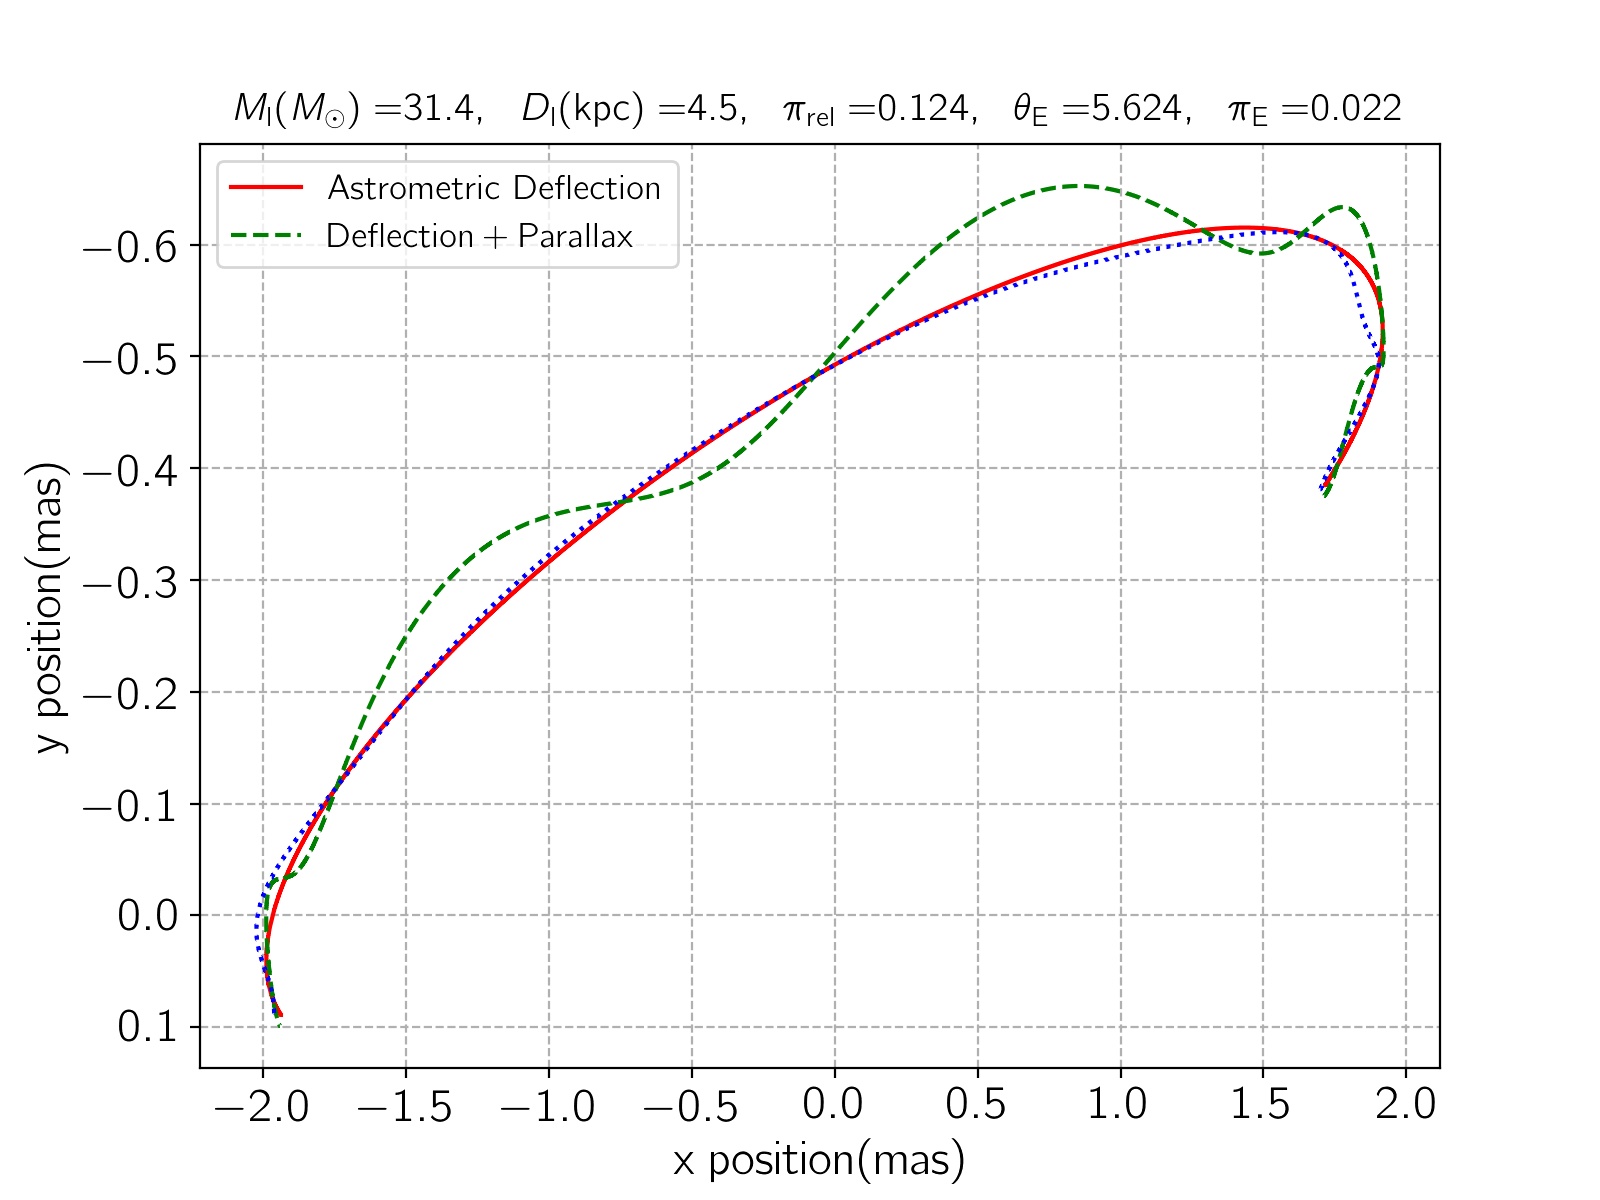 M_l(M_⊙) =31.4, D_l(kpc) =4.5, π_rel =0.124, θ_E =5.624, π_E =0.022
Astrometric Deflection
Deflection + Parallax
−0.6
−0.5
−0.4
−0.3
−0.2
−0.1
0.0
0.1
y position(mas)
−2.0 −1.5 −1.0 −0.5 0.0 0.5 1.0 1.5 2.0
x position(mas)